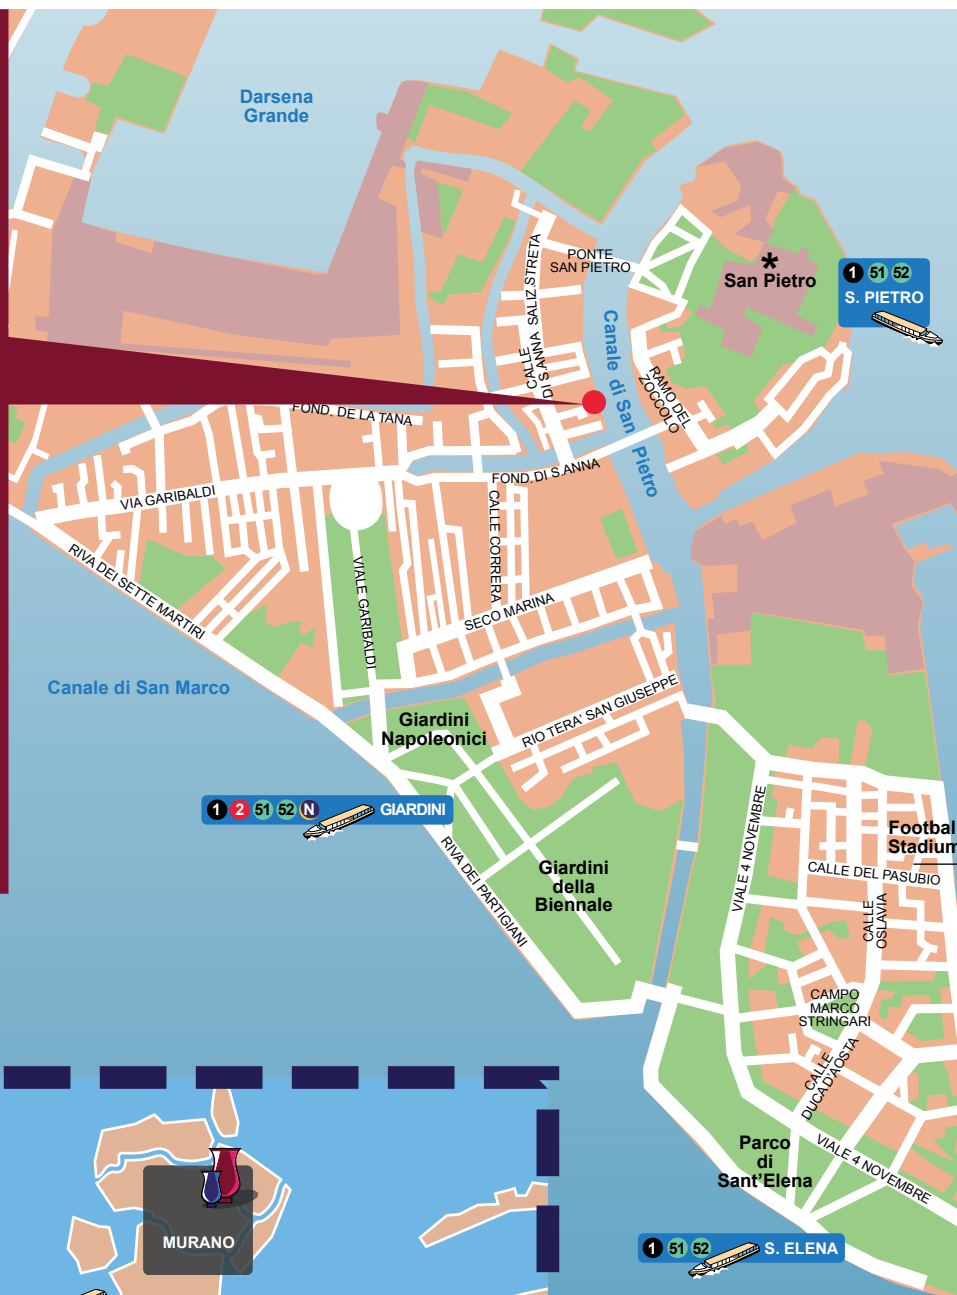 Darsena
Grande
PONTE
SAN PIETRO
SALIZ.STRETA
CALLE
DI S.ANNA
*
San Pietro
1 51 52
S. PIETRO
Canale di San Pietro
RAMO DEL
ZOCCOLO
FOND. DE LA TANA
FOND. DI S.ANNA
VIA GARIBALDI
CALLE CORRERA
RIVA DEI SETTE MARTIRI
VIALE GARIBALDI
SECO MARINA
Canale di San Marco
Giardini
Napoleonici
RIO TERA' SAN GIUSEPPE
1 2 51 52 N GIARDINI
VIALE 4 NOVEMBRE
Footbal
Stadium
RIVA DEI PARTIGIANI
Giardini
della
Biennale
CALLE DEL PASUBIO
CALLE
OSLAVIA
CAMPO
MARCO
STRINGARI
CALLE
DUCA D'AOSTA
Parco
di
Sant'Elena
VIALE 4 NOVEMBRE
MURANO
1 51 52 S. ELENA